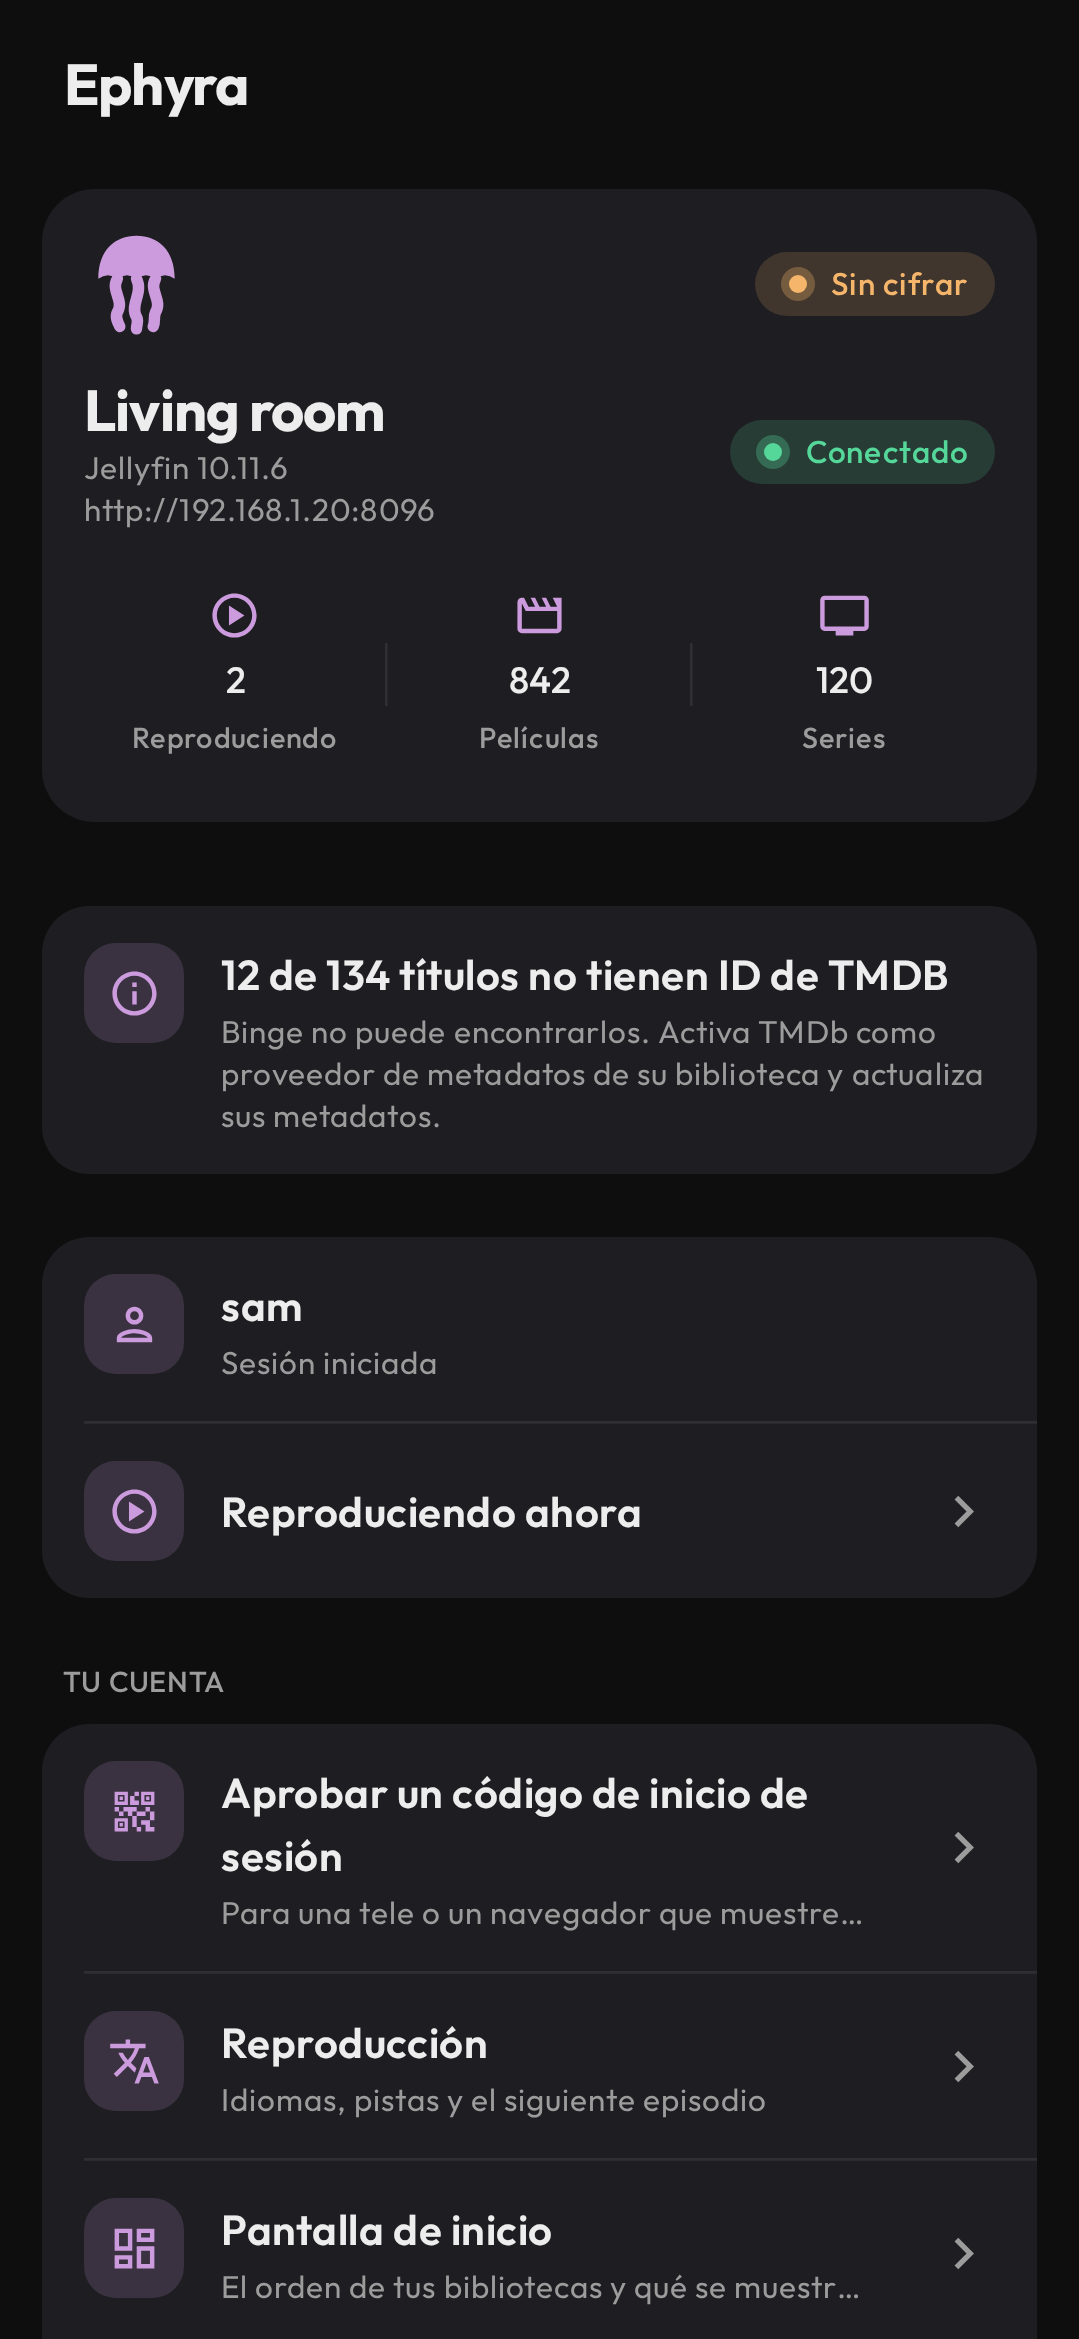 Ephyra
Sin cifrar
Living room
Jellyfin 10.11.6
http://192.168.1.20:8096
Conectado
2
Reproduciendo
842
Películas
120
Series
12 de 134 títulos no tienen ID de TMDB
Binge no puede encontrarlos. Activa TMDb como
proveedor de metadatos de su biblioteca y actualiza
sus metadatos.
sam
Sesión iniciada
Reproduciendo ahora
TU CUENTA
Aprobar un código de inicio de
sesión
Para una tele o un navegador que muestre…
Reproducción
Idiomas, pistas y el siguiente episodio
Pantalla de inicio
El orden de tus bibliotecas y qué se muestr…